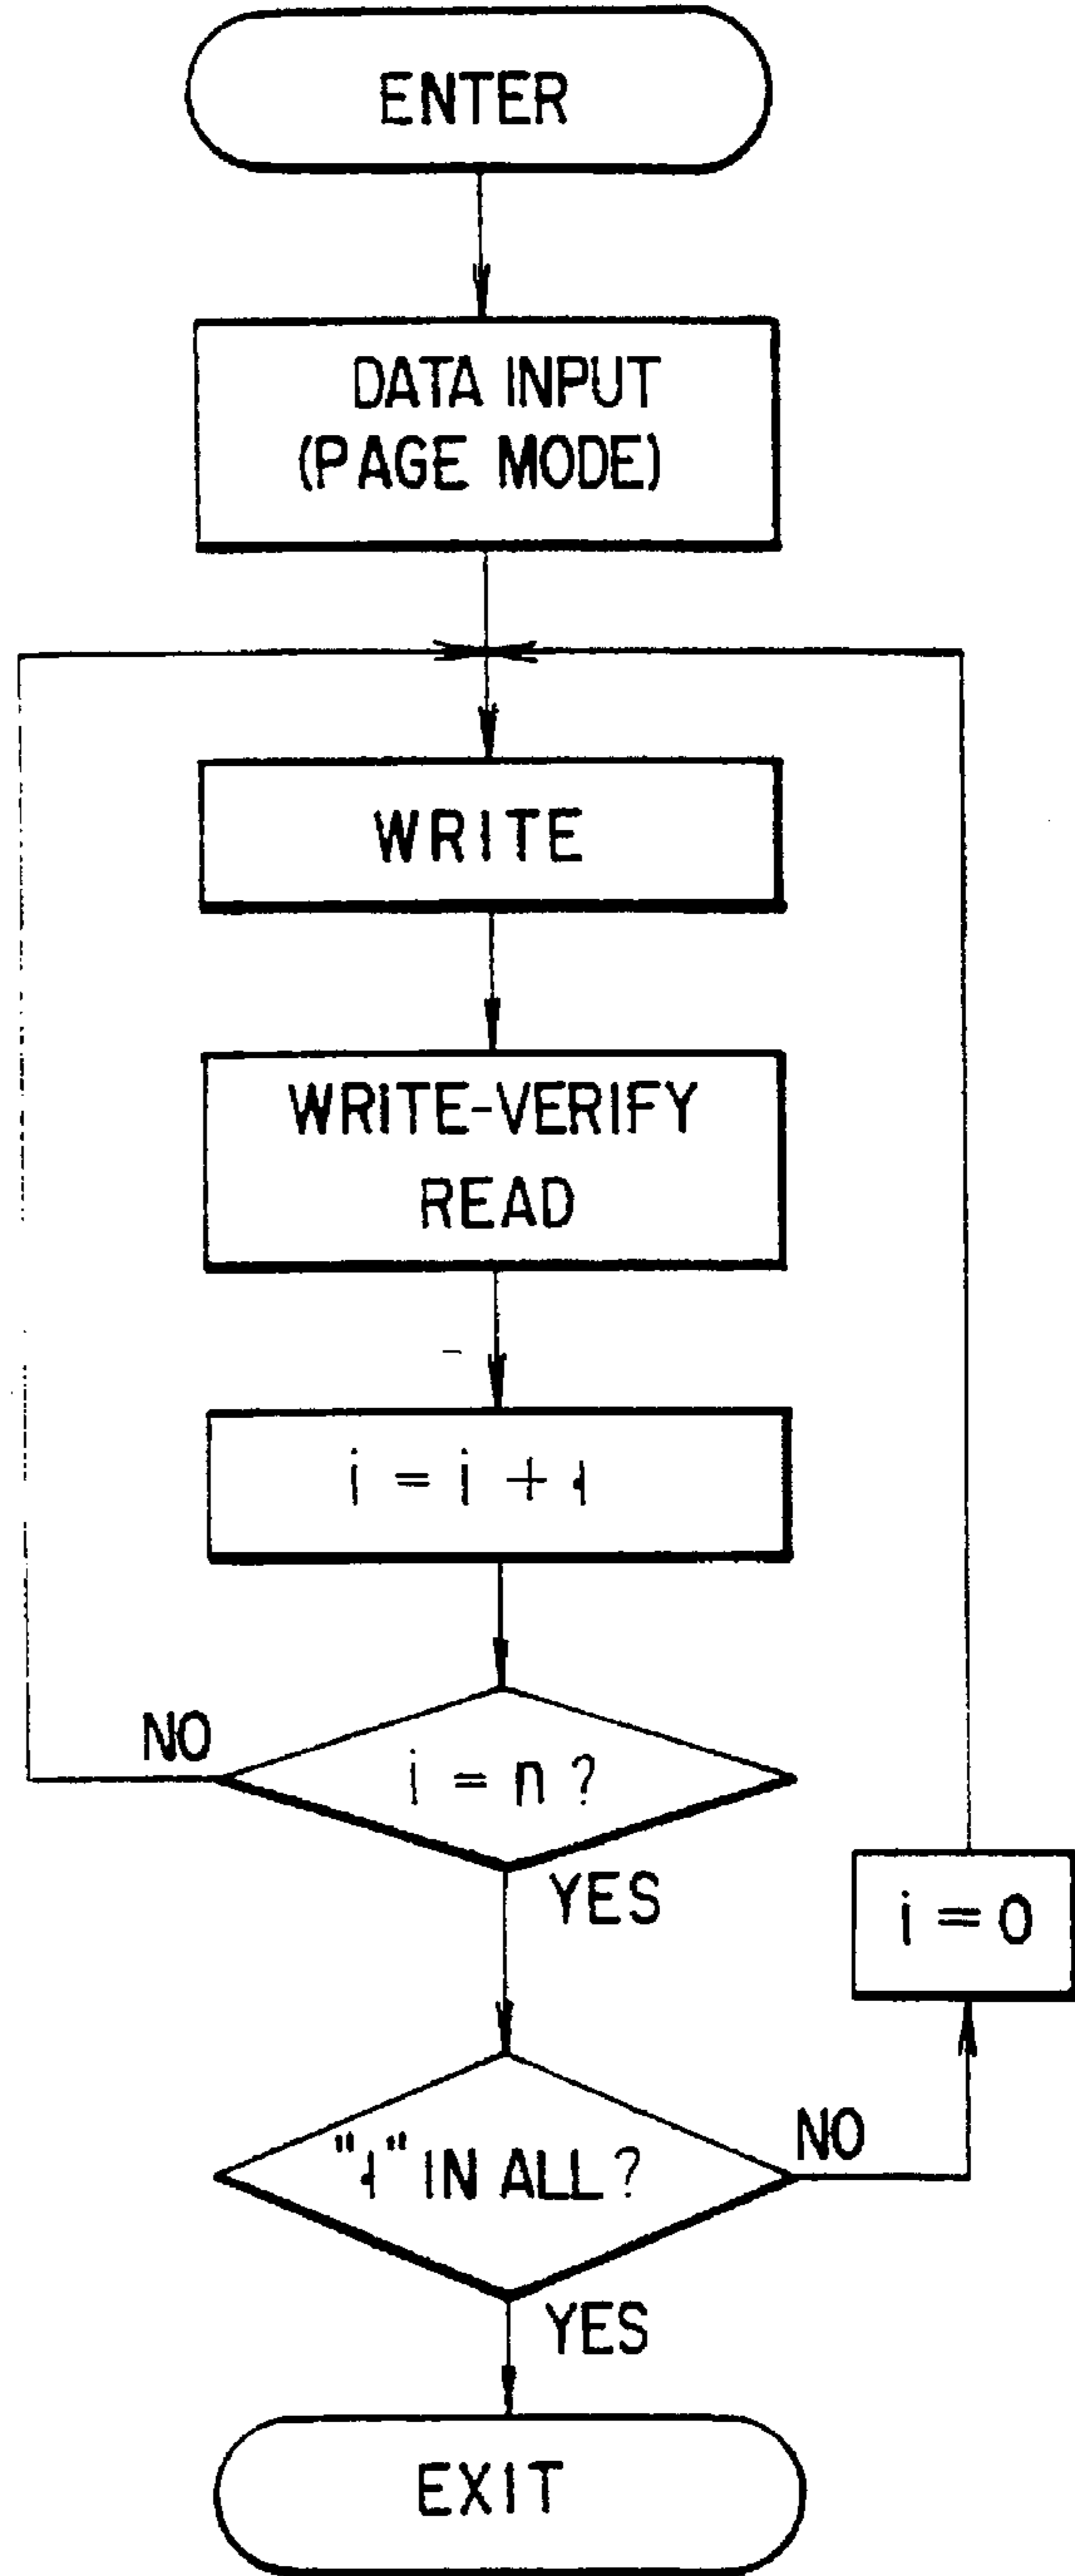 ENTER
DATA INPUT
(PAGE MODE)
WRITE
WRITE-VERIFY
READ
i = i + 1
NO
i = n ?
YES
i = 0
"1" IN ALL ?
NO
YES
EXIT